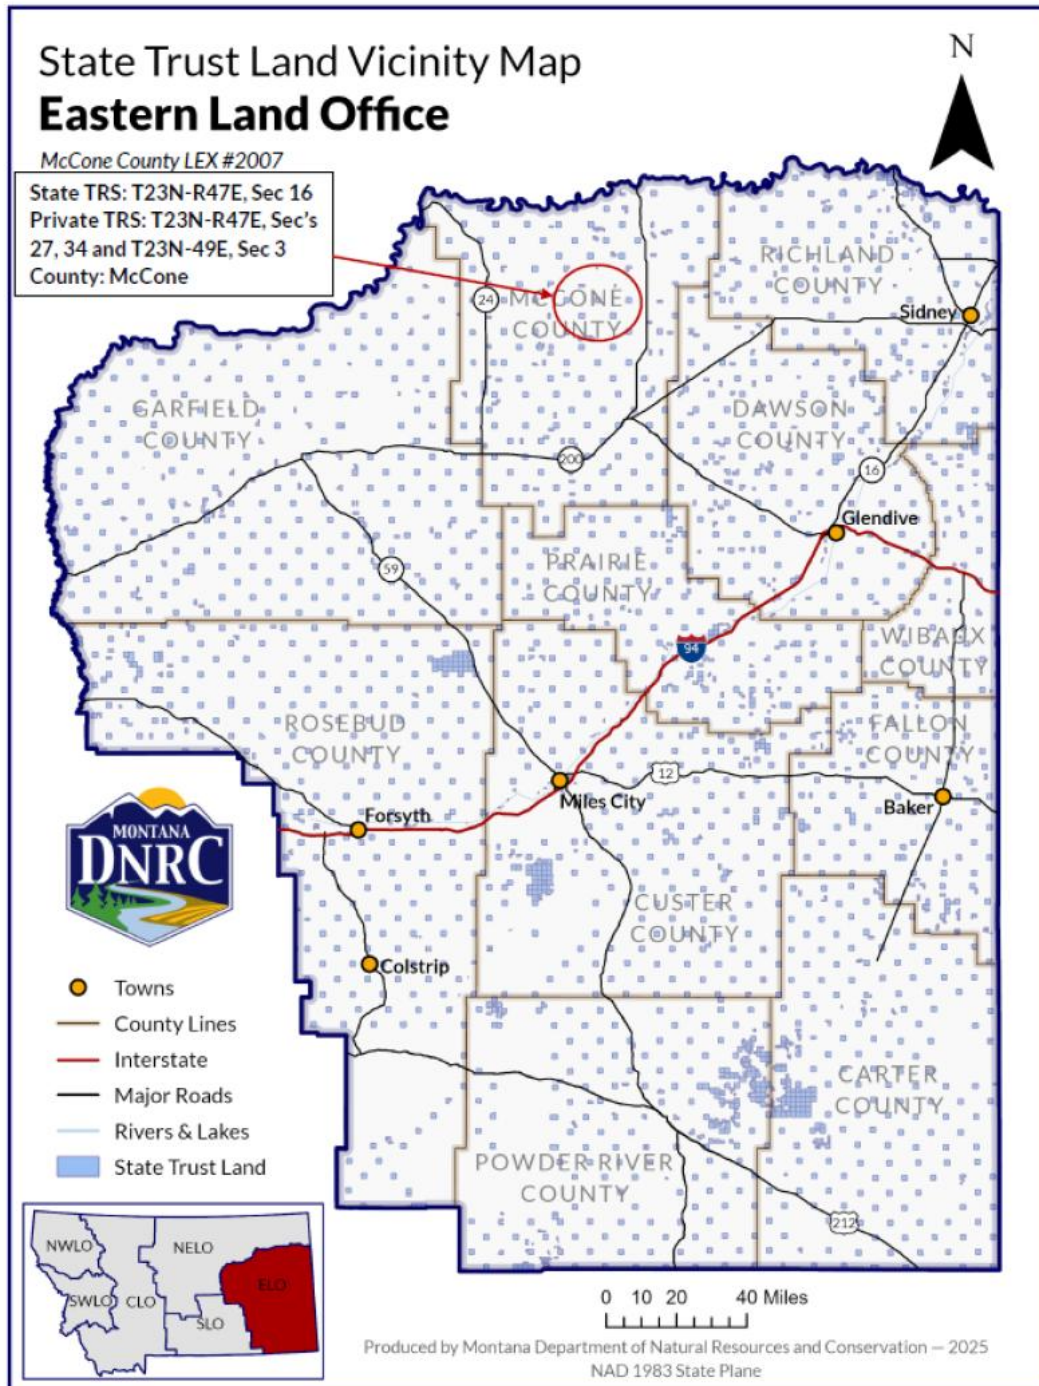 State Trust Land Vicinity Map
Eastern Land Office
N
McCone County LEX #2007
State TRS: T23N-R47E, Sec 16
Private TRS: T23N-R47E, Sec's
27, 34 and T23N-49E, Sec 3
County: McCone
RICHLAND
COUNTY
24
MCCONE
COUNTY
Sidney
GARFIELD
COUNTY
DAWSON
COUNTY
200
16
Glendive
59
PRAIRIE
COUNTY
94
WIBAUX
COUNTY
ROSEBUD
COUNTY
FALLON
COUNTY
12
Miles City
Baker
Forsyth
MONTANA
DNRC
CUSTER
COUNTY
Colstrip
Towns
County Lines
Interstate
Major Roads
Rivers & Lakes
State Trust Land
CARTER
COUNTY
POWDER RIVER
COUNTY
212
NWLO
NELO
SWLO
CLO
ELO
SLO
0 10 20 40 Miles
Produced by Montana Department of Natural Resources and Conservation — 2025
NAD 1983 State Plane